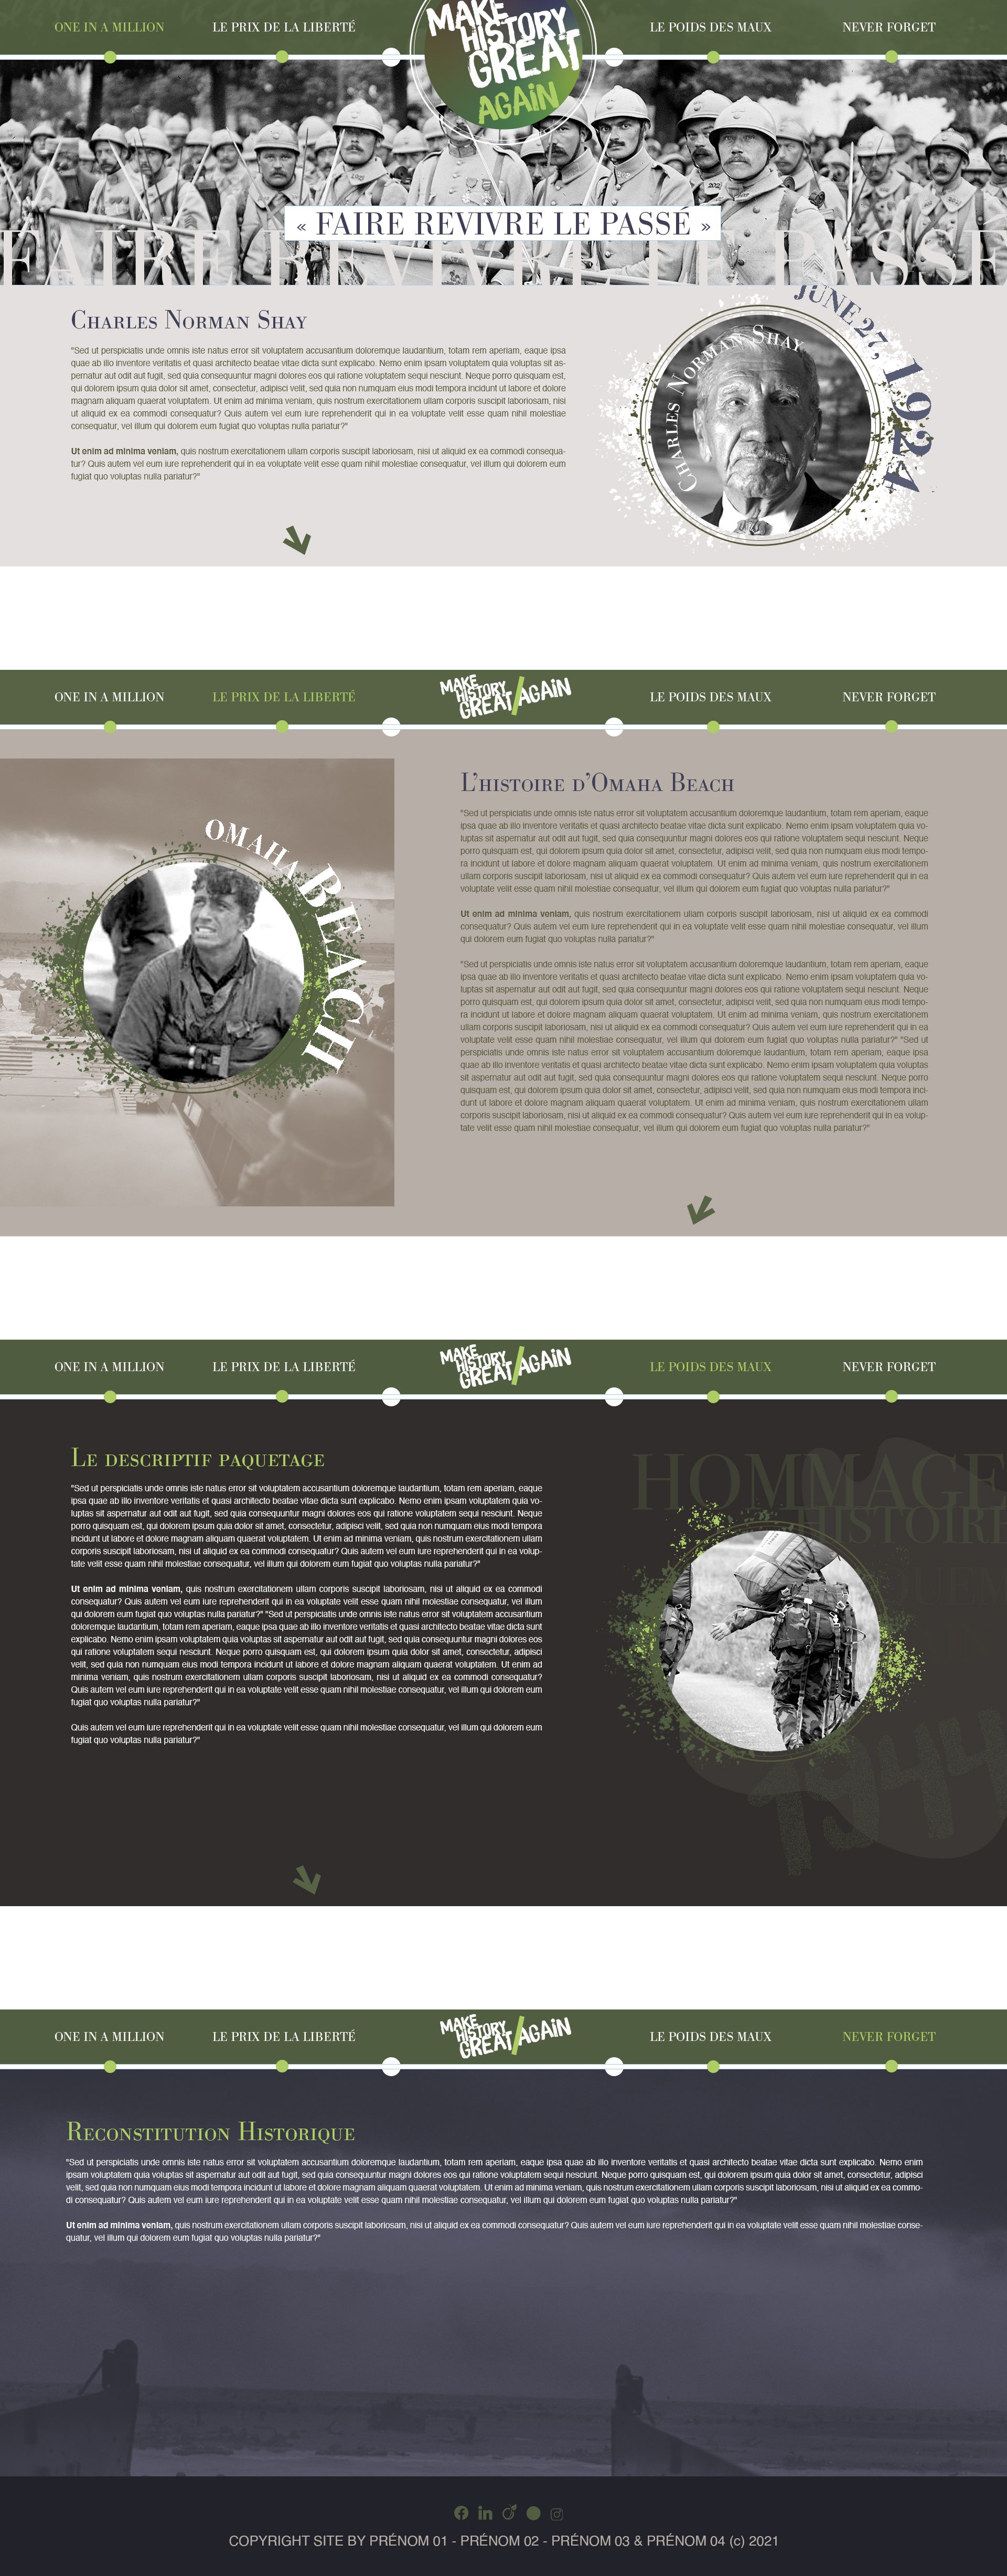 ONE IN A MILLION
LE PRIX DE LA LIBERTÉ
MAKE
HISTORY
GREAT
AGAIN
LE POIDS DES MAUX
NEVER FORGET
« FAIRE REVIVRE LE PASSÉ »
FAIRE REVIVRE LE PASSE
CHARLES NORMAN SHAY
"Sed ut perspiciatis unde omnis iste natus error sit voluptatem accusantium doloremque laudantium, totam rem aperiam, eaque ipsa
quae ab illo inventore veritatis et quasi architecto beatae vitae dicta sunt explicabo. Nemo enim ipsam voluptatem quia voluptas sit as-
pernatur aut odit aut fugit, sed quia consequuntur magni dolores eos qui ratione voluptatem sequi nesciunt. Neque porro quisquam est,
qui dolorem ipsum quia dolor sit amet, consectetur, adipisci velit, sed quia non numquam eius modi tempora incidunt ut labore et dolore
magnam aliquam quaerat voluptatem. Ut enim ad minima veniam, quis nostrum exercitationem ullam corporis suscipit laboriosam, nisi
ut aliquid ex ea commodi consequatur? Quis autem vel eum iure reprehenderit qui in ea voluptate velit esse quam nihil molestiae
consequatur, vel illum qui dolorem eum fugiat quo voluptas nulla pariatur?"
Ut enim ad minima veniam, quis nostrum exercitationem ullam corporis suscipit laboriosam, nisi ut aliquid ex ea commodi consequa-
tur? Quis autem vel eum iure reprehenderit qui in ea voluptate velit esse quam nihil molestiae consequatur, vel illum qui dolorem eum
fugiat quo voluptas nulla pariatur?"
CHARLES NORMAN SHAY
JUNE 27, 1924
ONE IN A MILLION
LE PRIX DE LA LIBERTÉ
MAKE
HISTORY
GREAT/AGAIN
LE POIDS DES MAUX
NEVER FORGET
OMAHA BEACH
L'HISTOIRE D'OMAHA BEACH
"Sed ut perspiciatis unde omnis iste natus error sit voluptatem accusantium doloremque laudantium, totam rem aperiam, eaque
ipsa quae ab illo inventore veritatis et quasi architecto beatae vitae dicta sunt explicabo. Nemo enim ipsam voluptatem quia vo-
luptas sit aspernatur aut odit aut fugit, sed quia consequuntur magni dolores eos qui ratione voluptatem sequi nesciunt. Neque
porro quisquam est, qui dolorem ipsum quia dolor sit amet, consectetur, adipisci velit, sed quia non numquam eius modi tempo-
ra incidunt ut labore et dolore magnam aliquam quaerat voluptatem. Ut enim ad minima veniam, quis nostrum exercitationem
ullam corporis suscipit laboriosam, nisi ut aliquid ex ea commodi consequatur? Quis autem vel eum iure reprehenderit qui in ea
voluptate velit esse quam nihil molestiae consequatur, vel illum qui dolorem eum fugiat quo voluptas nulla pariatur?"
Ut enim ad minima veniam, quis nostrum exercitationem ullam corporis suscipit laboriosam, nisi ut aliquid ex ea commodi
consequatur? Quis autem vel eum iure reprehenderit qui in ea voluptate velit esse quam nihil molestiae consequatur, vel illum
qui dolorem eum fugiat quo voluptas nulla pariatur?"
"Sed ut perspiciatis unde omnis iste natus error sit voluptatem accusantium doloremque laudantium, totam rem aperiam, eaque
ipsa quae ab illo inventore veritatis et quasi architecto beatae vitae dicta sunt explicabo. Nemo enim ipsam voluptatem quia vo-
luptas sit aspernatur aut odit aut fugit, sed quia consequuntur magni dolores eos qui ratione voluptatem sequi nesciunt. Neque
porro quisquam est, qui dolorem ipsum quia dolor sit amet, consectetur, adipisci velit, sed quia non numquam eius modi tempo-
ra incidunt ut labore et dolore magnam aliquam quaerat voluptatem. Ut enim ad minima veniam, quis nostrum exercitationem
ullam corporis suscipit laboriosam, nisi ut aliquid ex ea commodi consequatur? Quis autem vel eum iure reprehenderit qui in ea
voluptate velit esse quam nihil molestiae consequatur, vel illum qui dolorem eum fugiat quo voluptas nulla pariatur?" "Sed ut
perspiciatis unde omnis iste natus error sit voluptatem accusantium doloremque laudantium, totam rem aperiam, eaque ipsa
quae ab illo inventore veritatis et quasi architecto beatae vitae dicta sunt explicabo. Nemo enim ipsam voluptatem quia voluptas
sit aspernatur aut odit aut fugit, sed quia consequuntur magni dolores eos qui ratione voluptatem sequi nesciunt. Neque porro
quisquam est, qui dolorem ipsum quia dolor sit amet, consectetur, adipisci velit, sed quia non numquam eius modi tempora inci-
dunt ut labore et dolore magnam aliquam quaerat voluptatem. Ut enim ad minima veniam, quis nostrum exercitationem ullam
corporis suscipit laboriosam, nisi ut aliquid ex ea commodi consequatur? Quis autem vel eum iure reprehenderit qui in ea volup-
tate velit esse quam nihil molestiae consequatur, vel illum qui dolorem eum fugiat quo voluptas nulla pariatur?"
ONE IN A MILLION
LE PRIX DE LA LIBERTÉ
MAKE
HISTORY
GREAT/AGAIN
LE POIDS DES MAUX
NEVER FORGET
LE DESCRIPTIF PAQUETAGE
"Sed ut perspiciatis unde omnis iste natus error sit voluptatem accusantium doloremque laudantium, totam rem aperiam, eaque
ipsa quae ab illo inventore veritatis et quasi architecto beatae vitae dicta sunt explicabo. Nemo enim ipsam voluptatem quia vo-
luptas sit aspernatur aut odit aut fugit, sed quia consequuntur magni dolores eos qui ratione voluptatem sequi nesciunt. Neque
porro quisquam est, qui dolorem ipsum quia dolor sit amet, consectetur, adipisci velit, sed quia non numquam eius modi tempora
incidunt ut labore et dolore magnam aliquam quaerat voluptatem. Ut enim ad minima veniam, quis nostrum exercitationem ullam
corporis suscipit laboriosam, nisi ut aliquid ex ea commodi consequatur? Quis autem vel eum iure reprehenderit qui in ea volup-
tate velit esse quam nihil molestiae consequatur, vel illum qui dolorem eum fugiat quo voluptas nulla pariatur?"
Ut enim ad minima veniam, quis nostrum exercitationem ullam corporis suscipit laboriosam, nisi ut aliquid ex ea commodi
consequatur? Quis autem vel eum iure reprehenderit qui in ea voluptate velit esse quam nihil molestiae consequatur, vel illum
qui dolorem eum fugiat quo voluptas nulla pariatur?" "Sed ut perspiciatis unde omnis iste natus error sit voluptatem accusantium
doloremque laudantium, totam rem aperiam, eaque ipsa quae ab illo inventore veritatis et quasi architecto beatae vitae dicta sunt
explicabo. Nemo enim ipsam voluptatem quia voluptas sit aspernatur aut odit aut fugit, sed quia consequuntur magni dolores eos
qui ratione voluptatem sequi nesciunt. Neque porro quisquam est, qui dolorem ipsum quia dolor sit amet, consectetur, adipisci
velit, sed quia non numquam eius modi tempora incidunt ut labore et dolore magnam aliquam quaerat voluptatem. Ut enim ad
minima veniam, quis nostrum exercitationem ullam corporis suscipit laboriosam, nisi ut aliquid ex ea commodi consequatur?
Quis autem vel eum iure reprehenderit qui in ea voluptate velit esse quam nihil molestiae consequatur, vel illum qui dolorem eum
fugiat quo voluptas nulla pariatur?"
Quis autem vel eum iure reprehenderit qui in ea voluptate velit esse quam nihil molestiae consequatur, vel illum qui dolorem eum
fugiat quo voluptas nulla pariatur?"
HOMMAGE
HISTOIRE
1944
ONE IN A MILLION
LE PRIX DE LA LIBERTÉ
MAKE
HISTORY
GREAT/AGAIN
LE POIDS DES MAUX
NEVER FORGET
RECONSTITUTION HISTORIQUE
"Sed ut perspiciatis unde omnis iste natus error sit voluptatem accusantium doloremque laudantium, totam rem aperiam, eaque ipsa quae ab illo inventore veritatis et quasi architecto beatae vitae dicta sunt explicabo. Nemo enim
ipsam voluptatem quia voluptas sit aspernatur aut odit aut fugit, sed quia consequuntur magni dolores eos qui ratione voluptatem sequi nesciunt. Neque porro quisquam est, qui dolorem ipsum quia dolor sit amet, consectetur, adipisci
velit, sed quia non numquam eius modi tempora incidunt ut labore et dolore magnam aliquam quaerat voluptatem. Ut enim ad minima veniam, quis nostrum exercitationem ullam corporis suscipit laboriosam, nisi ut aliquid ex ea commo-
di consequatur? Quis autem vel eum iure reprehenderit qui in ea voluptate velit esse quam nihil molestiae consequatur, vel illum qui dolorem eum fugiat quo voluptas nulla pariatur?"
Ut enim ad minima veniam, quis nostrum exercitationem ullam corporis suscipit laboriosam, nisi ut aliquid ex ea commodi consequatur? Quis autem vel eum iure reprehenderit qui in ea voluptate velit esse quam nihil molestiae conse-
quatur, vel illum qui dolorem eum fugiat quo voluptas nulla pariatur?"
COPYRIGHT SITE BY PRÉNOM 01 - PRÉNOM 02 - PRÉNOM 03 & PRÉNOM 04 (c) 2021